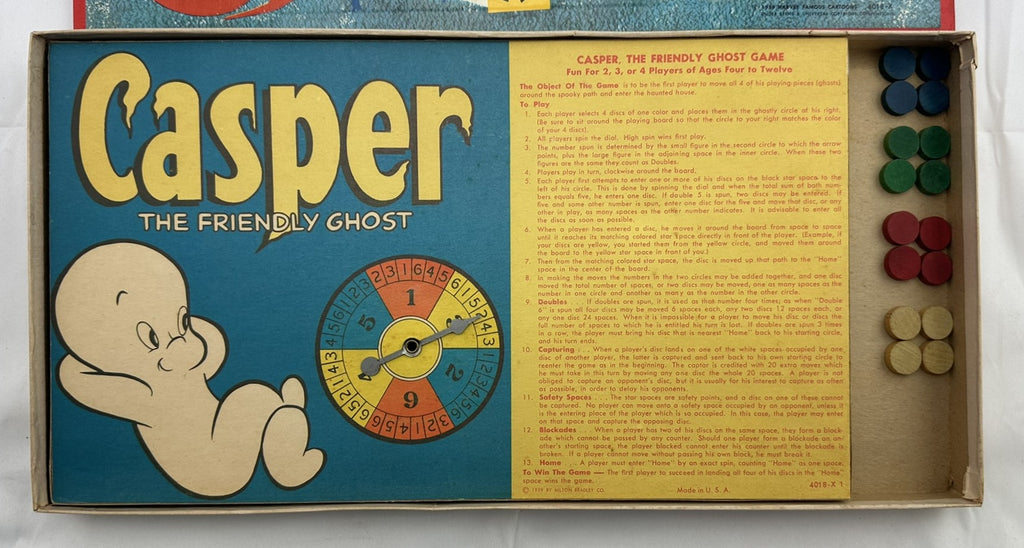 © 1959 HARVEY FAMOUS CARTOONS 4018-X
Casper
THE FRIENDLY GHOST
CASPER, THE FRIENDLY GHOST GAME
Fun For 2, 3, or 4 Players of Ages Four to Twelve
The Object Of The Game is to be the first player to move all 4 of his playing pieces (ghosts)
around the spooky path and enter the haunted house.
To Play
1. Each player selects 4 discs of one color and places them in the ghostly circle at his right,
(Be sure to sit around the playing board so that the circle to your right matches the color
of your 4 discs).
2. All players spin the dial. High spin wins first play.
3. The number spun is determined by the small figure in the second circle to which the arrow
points, plus the large figure in the adjoining space in the inner circle. When these two
figures are the same they count as Doubles.
4. Players play in turn, clockwise around the board.
5. Each player first attempts to enter one or more of his discs on the black star space to the
left of his circle. This is done by spinning the dial and when the total sum of both num-
bers equals five, he enters one disc. If double 5 is spun, two discs may be entered. If
five and some other number is spun, enter one disc for the five and move that disc, or any
other in play, as many spaces as the other number indicates. It is advisable to enter all
the discs as soon as possible.
6. When a player has entered a disc, he moves it around the board from space to space
until it reaches its matching colored star space directly in front of the player. (Example, if
your discs are yellow, you started them from the yellow circle, and moved them around
the board to the yellow star space in front of you.)
7. Then from the matching colored star space, the disc is moved up that path to the "Home"
space in the center of the board.
8. In making the moves the numbers in the two circles may be added together, and one disc
moved the total number of spaces, or two discs may be moved, one as many spaces as the
number in one circle and another as many as the number in the other circle.
9. Doubles . . . If doubles are spun, it is used as that number four times; as when "Double
6" is spun all four discs may be moved 6 spaces each, any two discs 12 spaces each, or
any one disc 24 spaces. When it is impossible for a player to move his disc or discs the
full number of spaces to which he is entitled his turn is lost. If doubles are spun 3 times
in a row, the player must bring his disc that is nearest "Home" back to his starting circle,
and his turn ends.
10. Capturing . . . When a player's disc lands on one of the white spaces occupied by one
disc of another player, the latter is captured and sent back to his own starting circle to
reenter the game as in the beginning. The captor is credited with 20 extra moves which
he must take in this turn by moving any one disc the whole 20 spaces. A player is not
obliged to capture an opponent's disc, but it is usually for his interest to capture as often
as possible, in order to delay his opponents.
11. Safety Spaces . . . The star spaces are safety points, and a disc on one of these cannot
be captured. No player can move onto a safety space occupied by an opponent, unless it
is the entering place of the player which is so occupied. In this case, the player may enter
on that space and capture the opposing disc.
12. Blockades . . . When a player has two of his discs on the same space, they form a block-
ade which cannot be passed by any counter. Should one player form a blockade on an-
other's starting space, the player blocked cannot enter his counter until the blockade is
broken. If a player cannot move without passing his own block, he must break it.
13. Home . . . A player must enter "Home" by an exact spin, counting "Home" as one space.
To Win The Game — The first player to succeed in landing all four of his discs in the "Home"
space wins the game.
© 1959 BY MILTON BRADLEY CO. Made in U. S. A. 4018-X 1
1
2
6
5